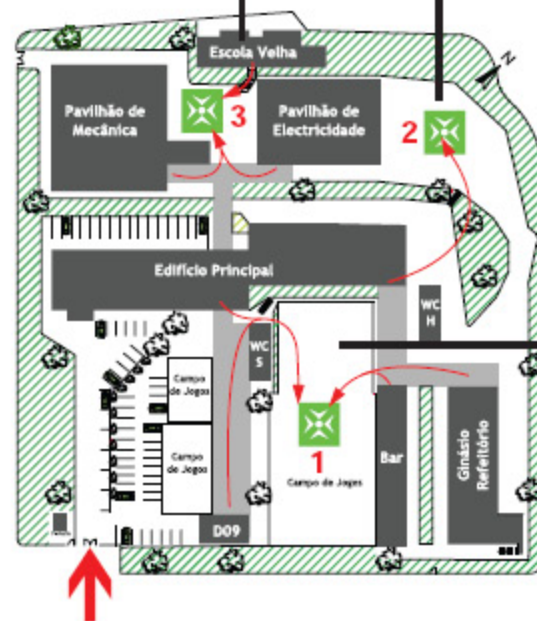 Escola Velha
N
Pavilhão de
Mecânica
3
Pavilhão de
Electricidade
2
Edifício Principal
WC
H
WC
S
Campo
de Jogos
Campo
de Jogos
1
Campo de Jogos
Bar
Ginásio
Refeitório
D09